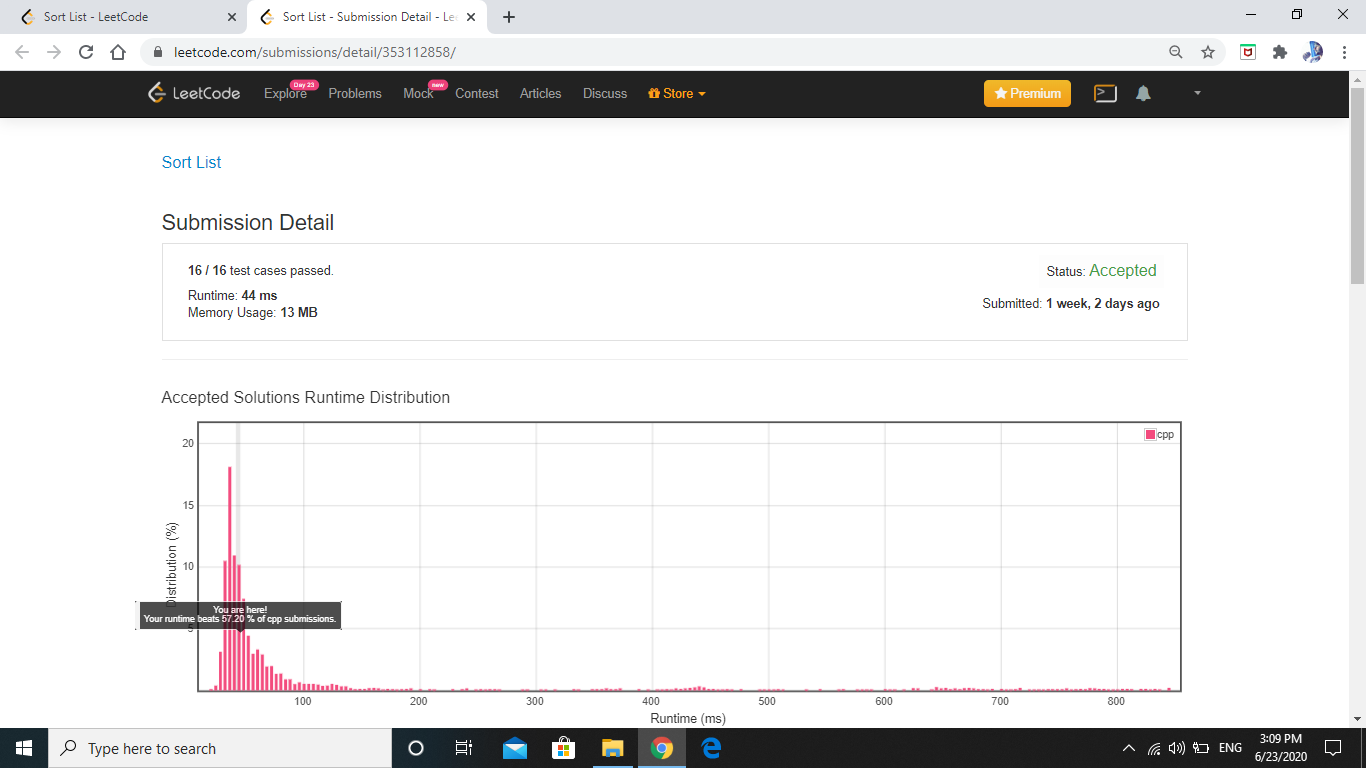 Sort List - LeetCode
Sort List - Submission Detail - Le
leetcode.com/submissions/detail/353112858/
LeetCode Explore Day 23 Problems Mock new Contest Articles Discuss Store Premium
Sort List
Submission Detail
16 / 16 test cases passed.
Status: Accepted
Runtime: 44 ms
Memory Usage: 13 MB
Submitted: 1 week, 2 days ago
Accepted Solutions Runtime Distribution
cpp
20
15
10
5
Distribution (%)
You are here!
Your runtime beats 57.20 % of cpp submissions.
100 200 300 400 500 600 700 800
Runtime (ms)
Type here to search
ENG
3:09 PM
6/23/2020